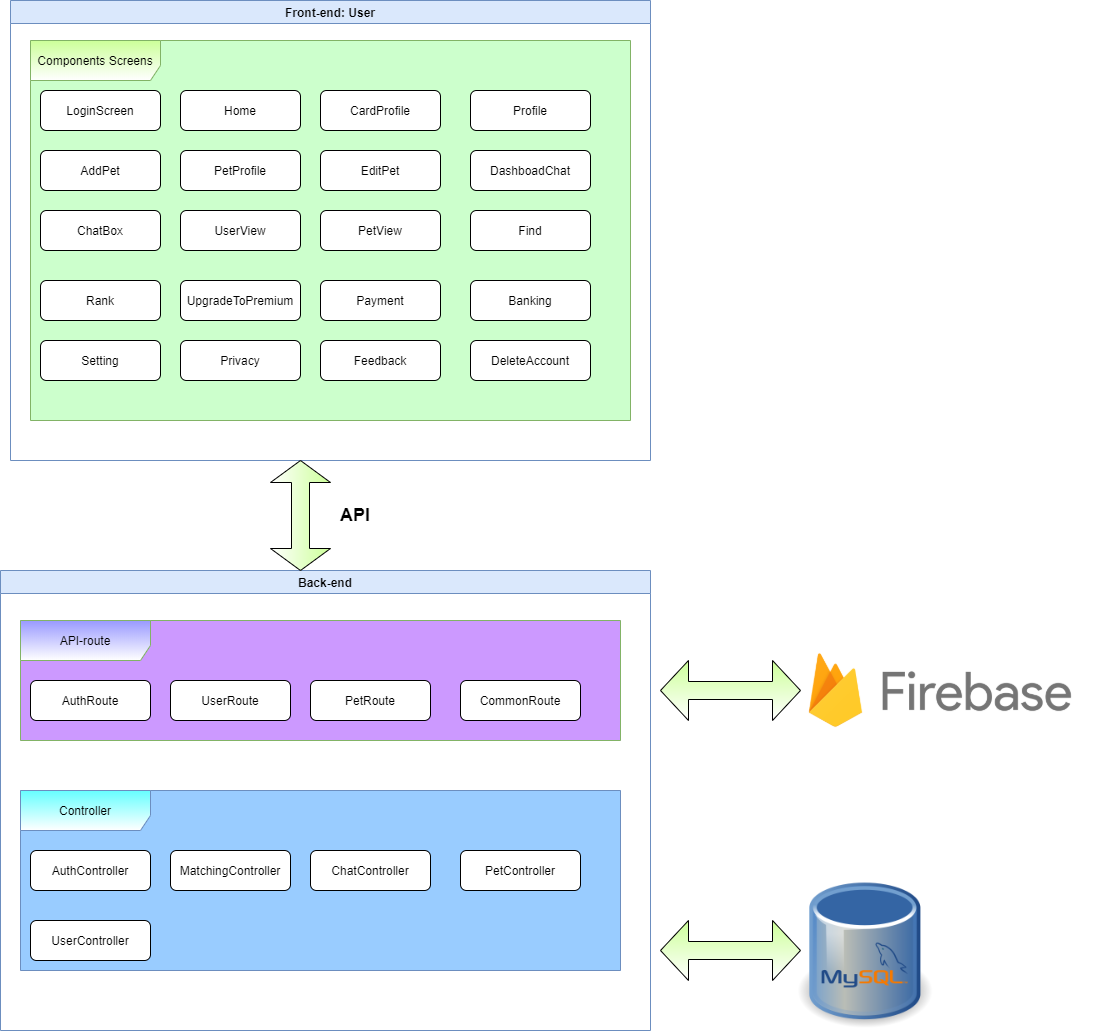 Front-end: User
Components Screens
LoginScreen
Home
CardProfile
Profile
AddPet
PetProfile
EditPet
DashboadChat
ChatBox
UserView
PetView
Find
Rank
UpgradeToPremium
Payment
Banking
Setting
Privacy
Feedback
DeleteAccount
API
Back-end
API-route
AuthRoute
UserRoute
PetRoute
CommonRoute
Firebase
Controller
AuthController
MatchingController
ChatController
PetController
UserController
MySQL